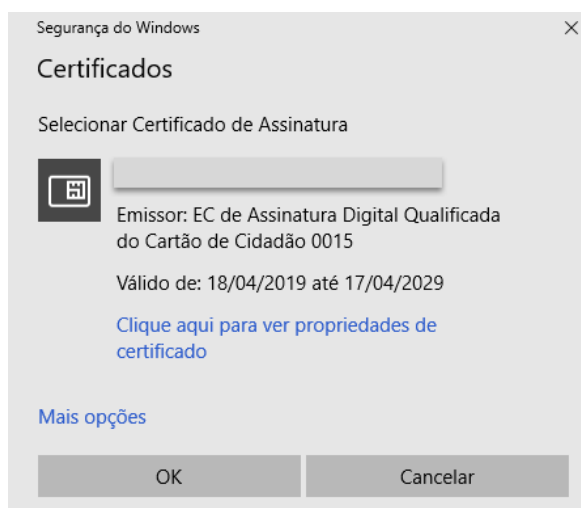 Segurança do Windows
Certificados
Selecionar Certificado de Assinatura
Emissor: EC de Assinatura Digital Qualificada
do Cartão de Cidadão 0015
Válido de: 18/04/2019 até 17/04/2029
Clique aqui para ver propriedades de
certificado
Mais opções
OK
Cancelar